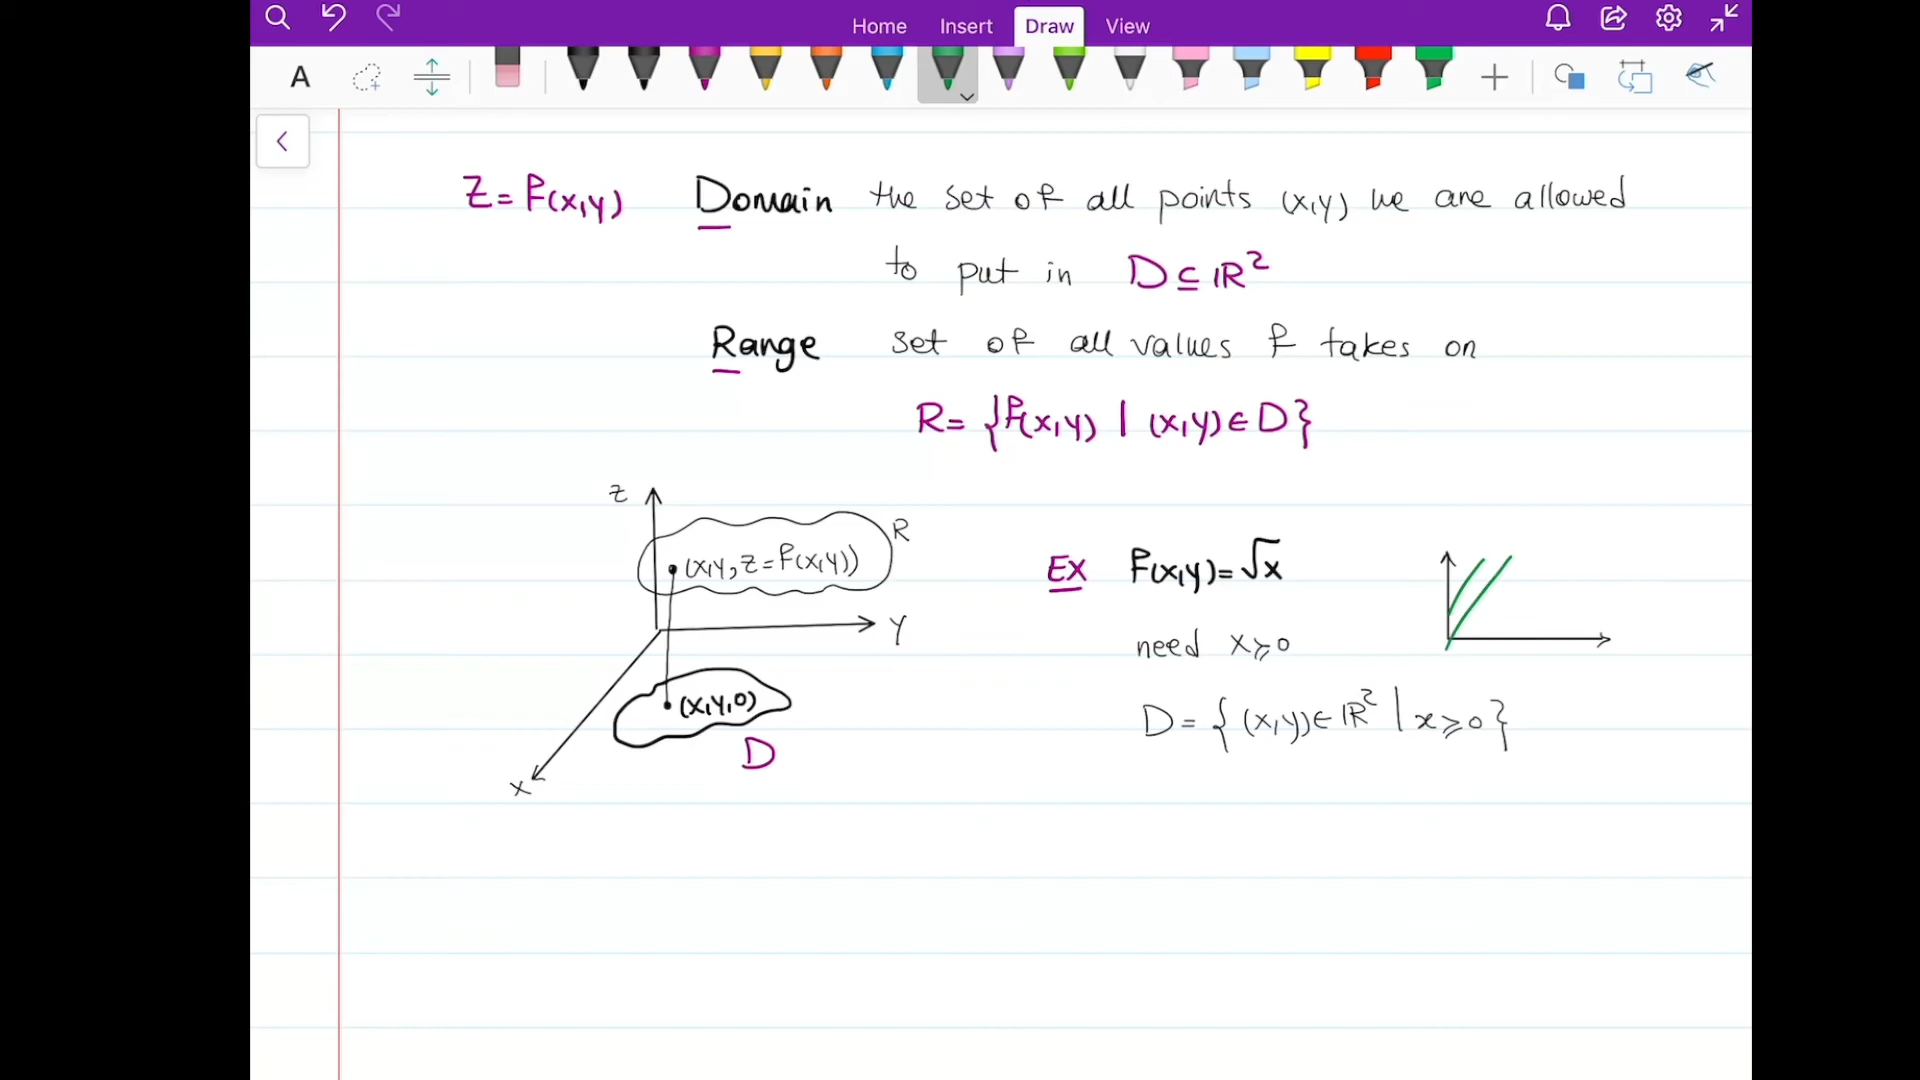 Home Insert Draw View
A
Z = f(x,y) Domain the set of all points (x,y) we are allowed
to put in D ⊆ ℝ²
Range set of all values f takes on
R = {f(x,y) | (x,y) ∈ D}
z
(x,y, z = f(x,y)) R
y
(x,y,0)
D
x
Ex f(x,y) = √x
need x ≥ 0
D = { (x,y) ∈ ℝ² | x ≥ 0 }